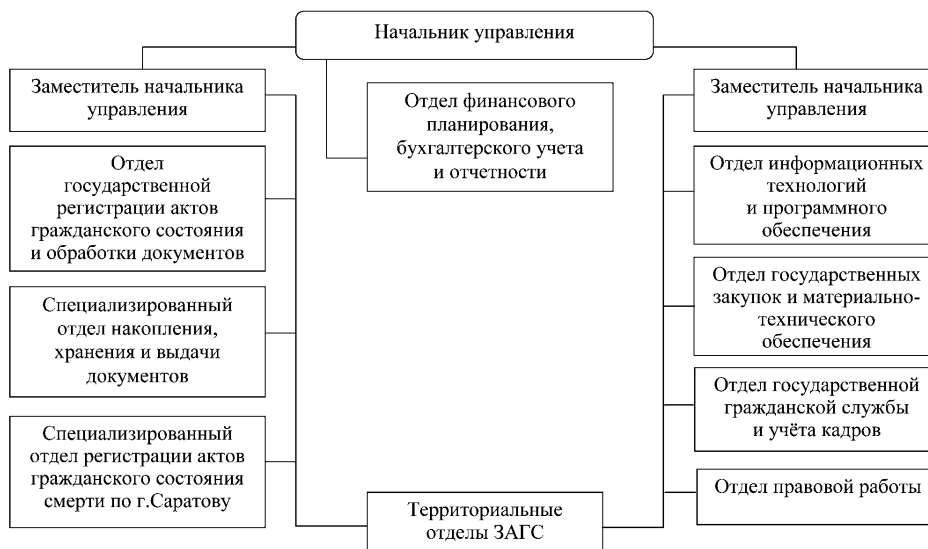 Начальник управления
Заместитель начальника
управления
Отдел
государственной
регистрации актов
гражданского состояния
и обработки документов
Специализированный
отдел накопления,
хранения и выдачи
документов
Специализированный
отдел регистрации актов
гражданского состояния
смерти по г.Саратову
Отдел финансового
планирования,
бухгалтерского учета
и отчетности
Территориальные
отделы ЗАГС
Заместитель начальника
управления
Отдел информационных
технологий
и программного
обеспечения
Отдел государственных
закупок и материально-
технического
обеспечения
Отдел государственной
гражданской службы
и учёта кадров
Отдел правовой работы